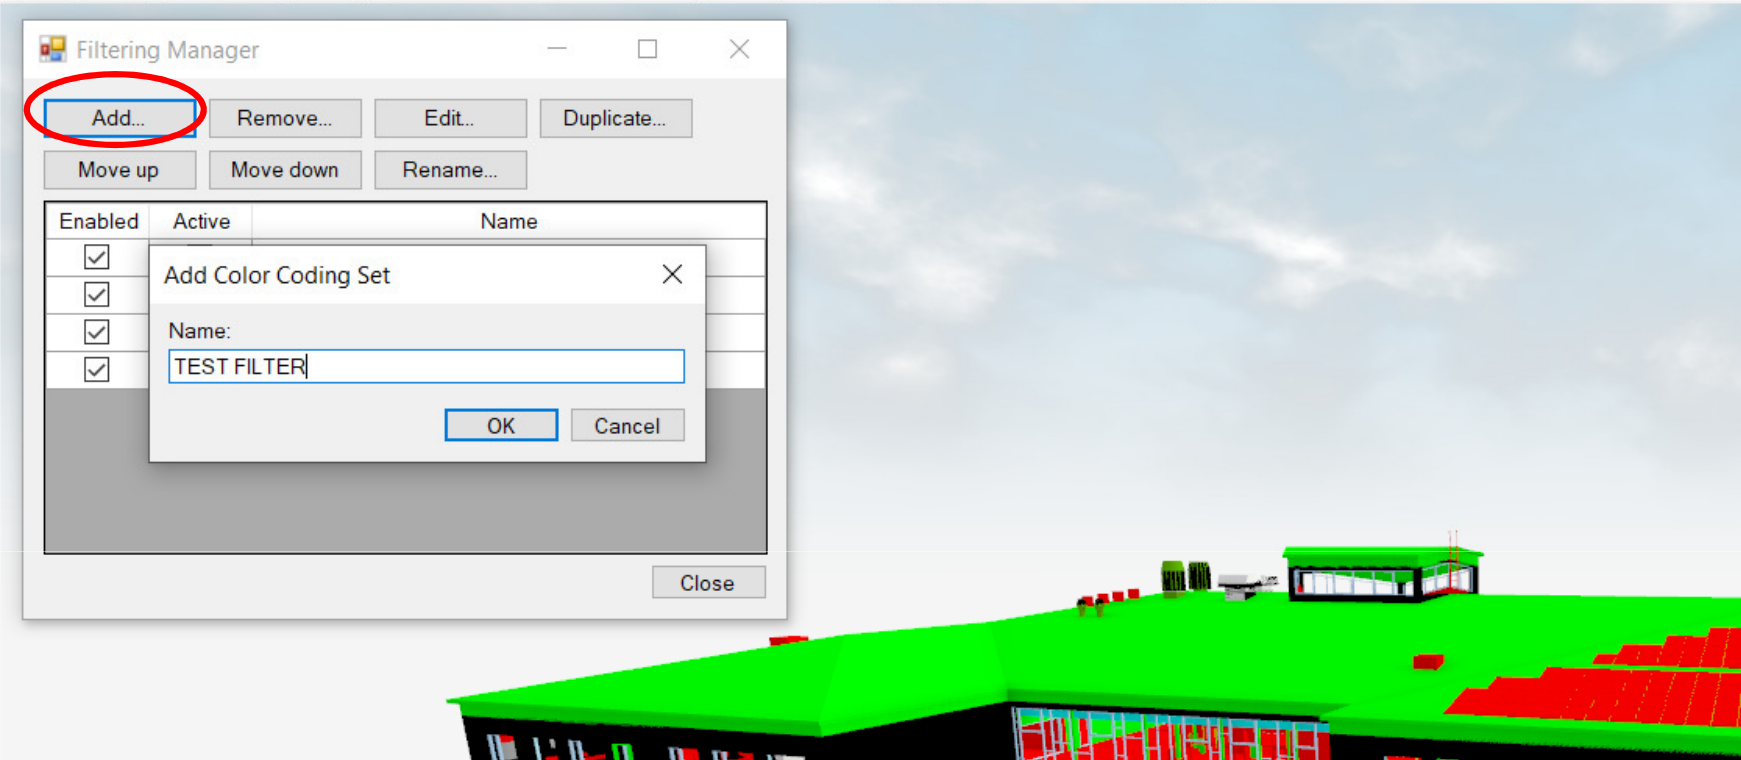 Filtering Manager
Add... Remove... Edit... Duplicate...
Move up Move down Rename...
Enabled Active Name
Add Color Coding Set
Name:
TEST FILTER
OK Cancel
Close